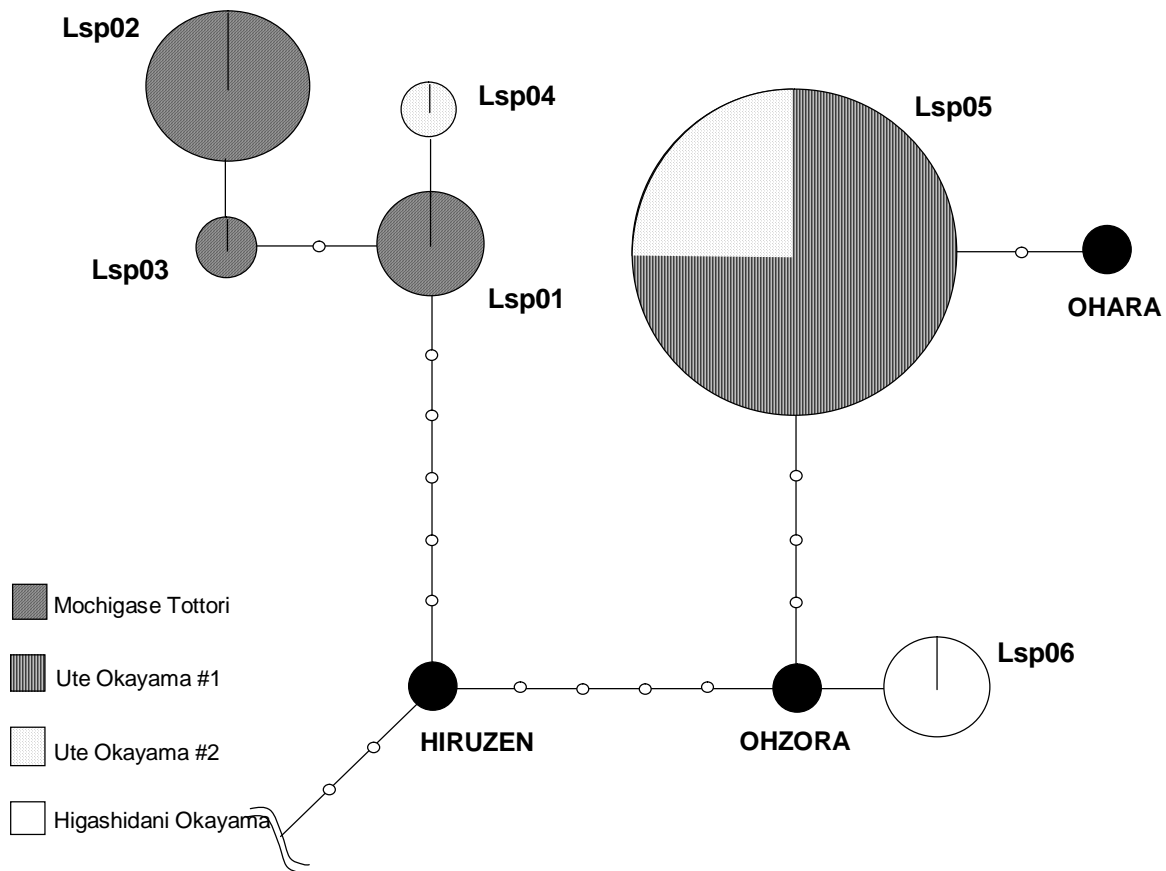 Lsp02
Lsp04
Lsp05
Lsp03
Lsp01
OHARA
Mochigase Tottori
Ute Okayama #1
Ute Okayama #2
Higashidani Okayama
HIRUZEN
OHZORA
Lsp06